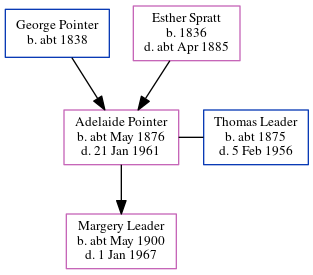 George Pointer
b. abt 1838
Esther Spratt
b. 1836
d. abt Apr 1885
Adelaide Pointer
b. abt May 1876
d. 21 Jan 1961
Thomas Leader
b. abt 1875
d. 5 Feb 1956
Margery Leader
b. abt May 1900
d. 1 Jan 1967